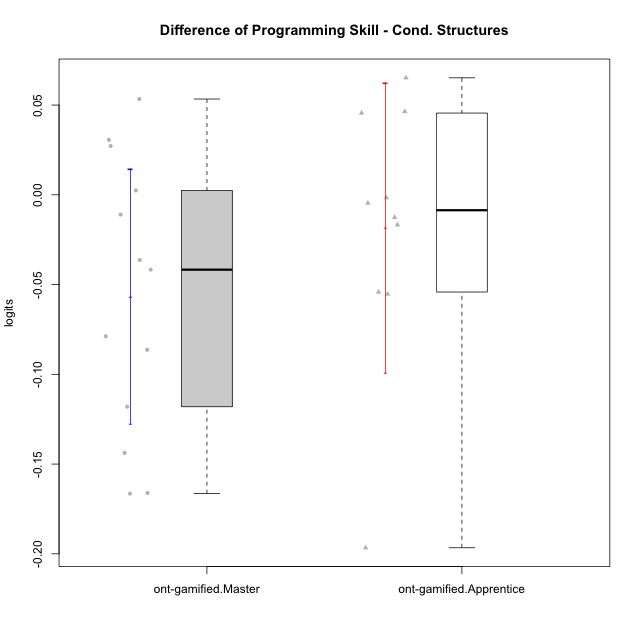 Difference of Programming Skill - Cond. Structures
logits
0.05
0.00
-0.05
-0.10
-0.15
-0.20
ont-gamified.Master
ont-gamified.Apprentice